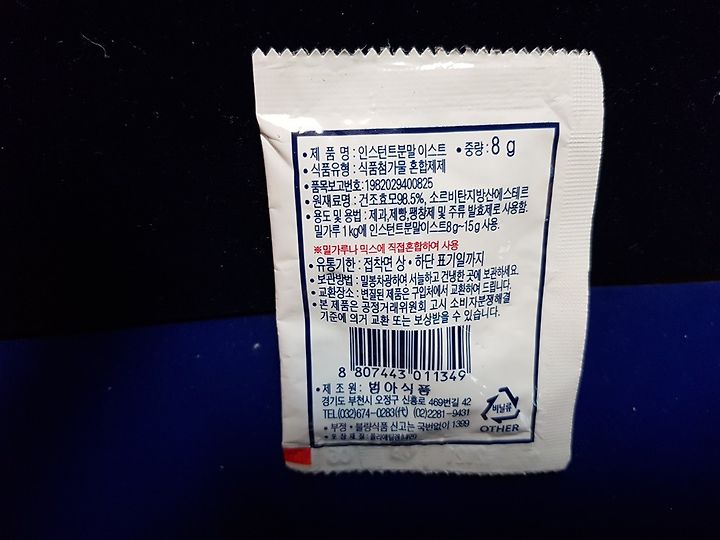 • 제 품 명 : 인스턴트분말 이스트 • 중량 : 8 g
• 식품유형 : 식품첨가물 혼합제제
• 품목보고번호 : 1982029400825
• 원재료명 : 건조효모98.5%, 소르비탄지방산에스테르
• 용도 및 용법 : 제과,제빵,팽창제 및 주류 발효제로 사용함.
밀가루 1kg에 인스턴트분말이스트8g~15g 사용.
※밀가루나 믹스에 직접혼합하여 사용
• 유통기한 : 접착면 상 • 하단 표기일까지
• 보관방법 : 밀봉차광하여 서늘하고 건냉한 곳에 보관하세요.
• 교환장소 : 변질된 제품은 구입처에서 교환하여 드립니다.
• 본 제품은 공정거래위원회 고시 소비자분쟁해결
기준에 의거 교환 또는 보상받을 수 있습니다.
8 807443 011349
• 제 조 원 : 범아식품
경기도 부천시 오정구 신흥로 469번길 42
TEL(032)674-0283(代) (02)2281-9431
• 부정 • 불량식품 신고는 국번없이 1399
• 포 장 재 질 : 폴리에틸렌(내면)
비닐류
OTHER